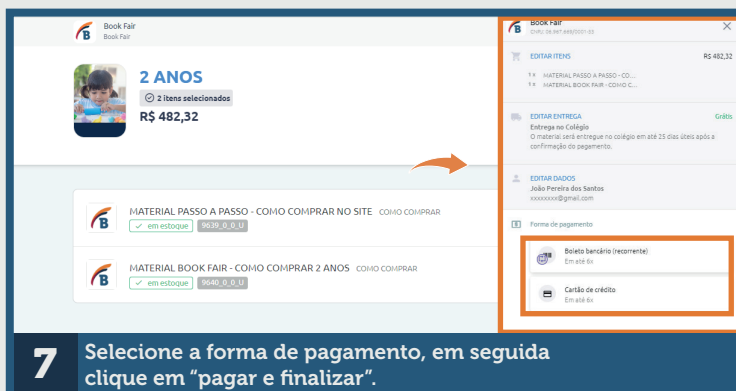 Book Fair
Book Fair
2 ANOS
2 itens selecionados
R$ 482,32
MATERIAL PASSO A PASSO - COMO COMPRAR NO SITE COMO COMPRAR
em estoque 9639_0_0_U
MATERIAL BOOK FAIR - COMO COMPRAR 2 ANOS COMO COMPRAR
em estoque 9640_0_0_U
Book Fair
EDITAR ITENS R$ 482,32
1 X MATERIAL PASSO A PASSO - CO...
1 X MATERIAL BOOK FAIR - COMO C...
EDITAR ENTREGA Grátis
Entrega no Colégio
O material será entregue no colégio em até 25 dias úteis após a
confirmação do pagamento.
EDITAR DADOS
João Pereira dos Santos
xxxxxxxx@gmail.com
Forma de pagamento
Boleto bancário (recorrente)
Em até 6x
Cartão de crédito
Em até 6x
7 Selecione a forma de pagamento, em seguida
clique em “pagar e finalizar”.